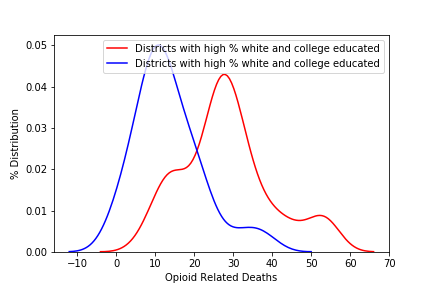 Districts with high % white and college educated
Districts with high % white and college educated
0.05
0.04
0.03
0.02
0.01
0.00
% Distribution
−10 0 10 20 30 40 50 60 70
Opioid Related Deaths